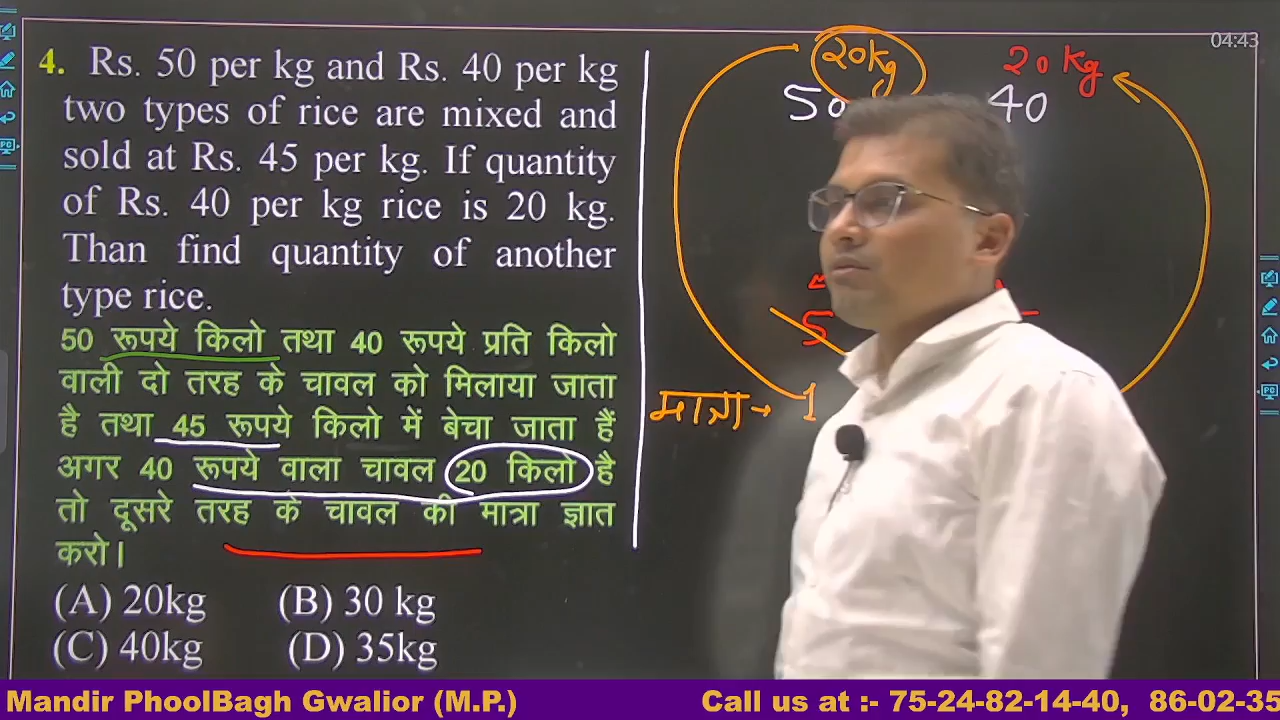 04:43
4. Rs. 50 per kg and Rs. 40 per kg
two types of rice are mixed and
sold at Rs. 45 per kg. If quantity
of Rs. 40 per kg rice is 20 kg.
Than find quantity of another
type rice.
50 रूपये किलो तथा 40 रूपये प्रति किलो
वाली दो तरह के चावल को मिलाया जाता
है तथा 45 रूपये किलो में बेचा जाता हैं
अगर 40 रूपये वाला चावल 20 किलो है
तो दूसरे तरह के चावल की मात्रा ज्ञात
करो।
(A) 20kg (B) 30 kg
(C) 40kg (D) 35kg
20kg 20 kg
50 40
5
मात्रा→ 1
Mandir PhoolBagh Gwalior (M.P.) Call us at :- 75-24-82-14-40, 86-02-35